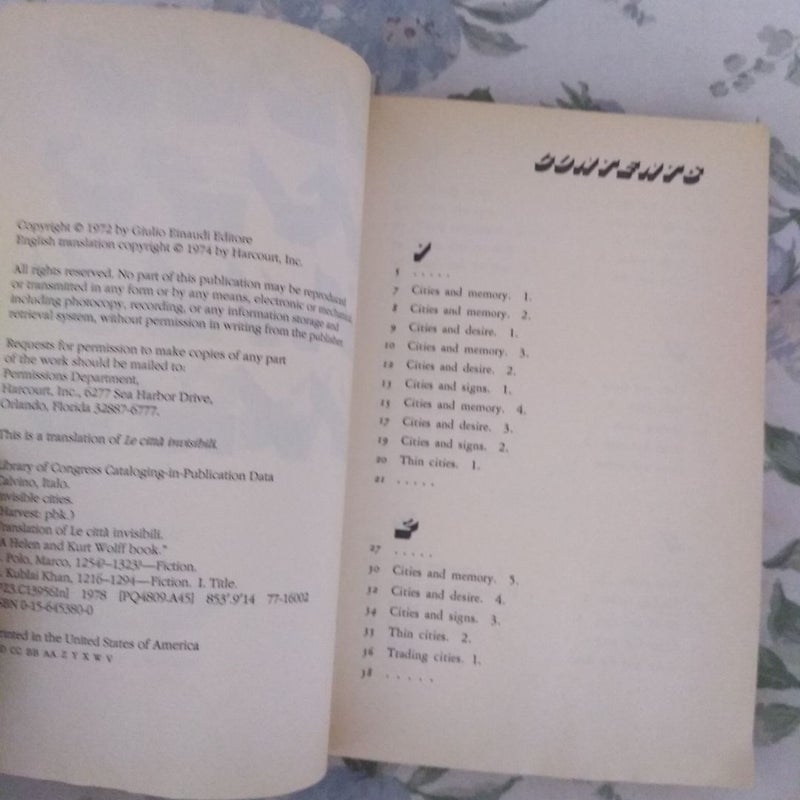 Copyright © 1972 by Giulio Einaudi Editore
English translation copyright © 1974 by Harcourt, Inc.
All rights reserved. No part of this publication may be reproduced
or transmitted in any form or by any means, electronic or mechanical,
including photocopy, recording, or any information storage and
retrieval system, without permission in writing from the publisher.
Requests for permission to make copies of any part
of the work should be mailed to:
Permissions Department,
Harcourt, Inc., 6277 Sea Harbor Drive,
Orlando, Florida 32887-6777.
This is a translation of Le città invisibili.
Library of Congress Cataloging-in-Publication Data
Calvino, Italo.
Invisible cities.
(Harvest: pbk.)
Translation of Le città invisibili.
"A Helen and Kurt Wolff book."
1. Polo, Marco, 1254?–1323?—Fiction.
2. Kublai Khan, 1216–1294—Fiction. I. Title.
PZ3.C13956In] 1978 [PQ4809.A45] 853'.9'14 77-16002
ISBN 0-15-645380-0
Printed in the United States of America
DD CC BB AA Z Y X W V
CONTENTS
1
5 . . . . .
7 Cities and memory. 1.
8 Cities and memory. 2.
9 Cities and desire. 1.
10 Cities and memory. 3.
12 Cities and desire. 2.
13 Cities and signs. 1.
15 Cities and memory. 4.
17 Cities and desire. 3.
19 Cities and signs. 2.
20 Thin cities. 1.
21 . . . . .
2
27 . . . . .
30 Cities and memory. 5.
32 Cities and desire. 4.
34 Cities and signs. 3.
35 Thin cities. 2.
36 Trading cities. 1.
38 . . . . .